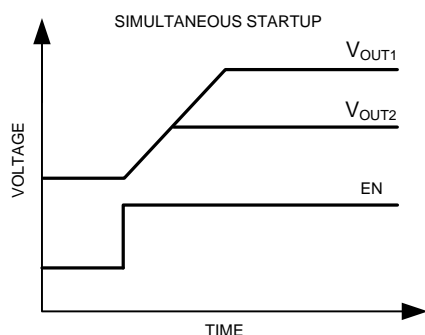 SIMULTANEOUS STARTUP
VOUT1
VOUT2
VOLTAGE
EN
TIME